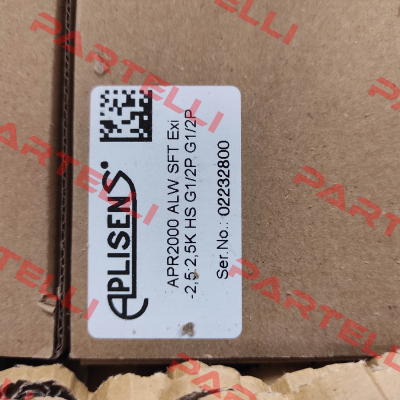 APLISENS®
APR2000 ALW SFT Exi
-2,5:2,5K HS G1/2P G1/2P
Ser.No.: 02232800
PARTELLI
PARTELLI
PARTELLI
PARTELLI
PARTELLI